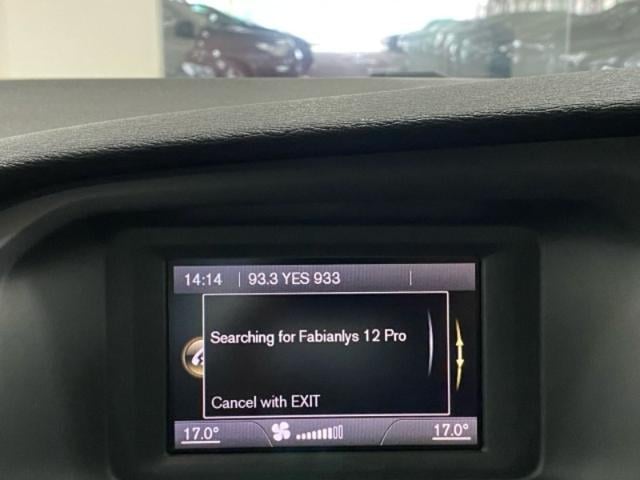 14:14 93.3 YES 933
Searching for Fabianlys 12 Pro
Cancel with EXIT
17.0° 17.0°